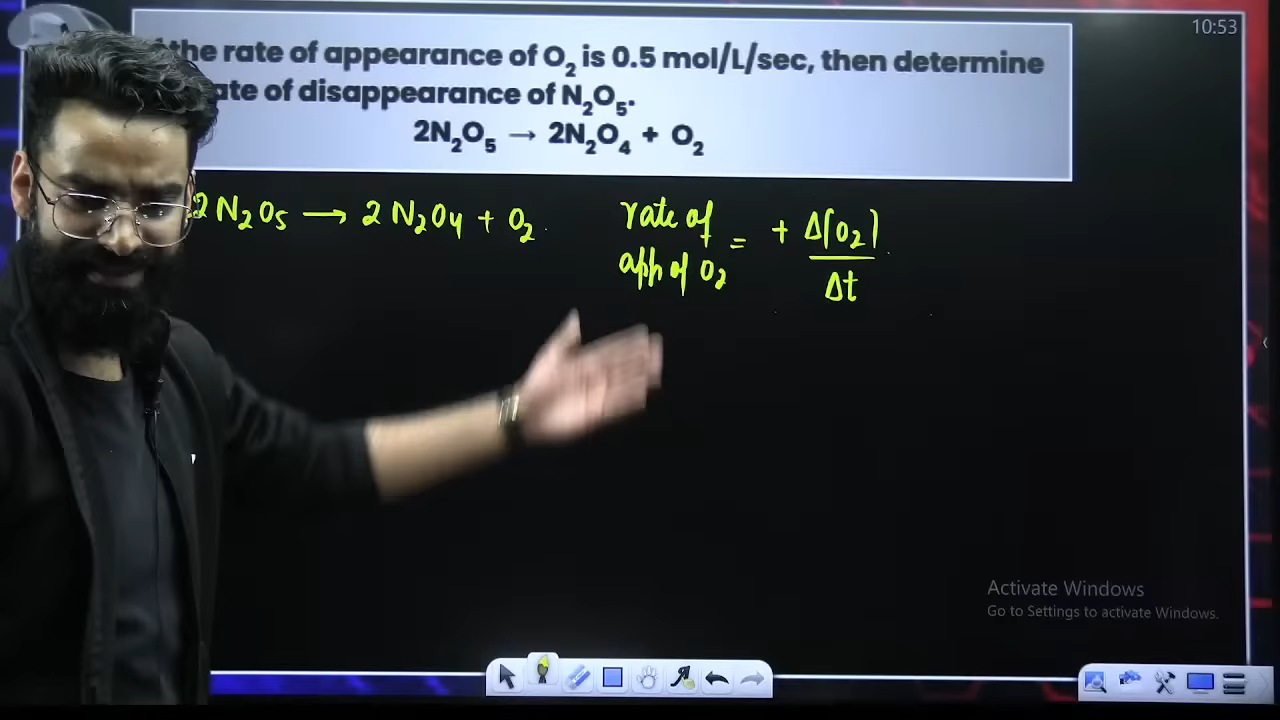 10:53
the rate of appearance of O₂ is 0.5 mol/L/sec, then determine
ate of disappearance of N₂O₅.
2N₂O₅ → 2N₂O₄ + O₂
2 N₂O₅ → 2 N₂O₄ + O₂
rate of app of O₂ = + Δ[O₂] / Δt
Activate Windows
Go to Settings to activate Windows.